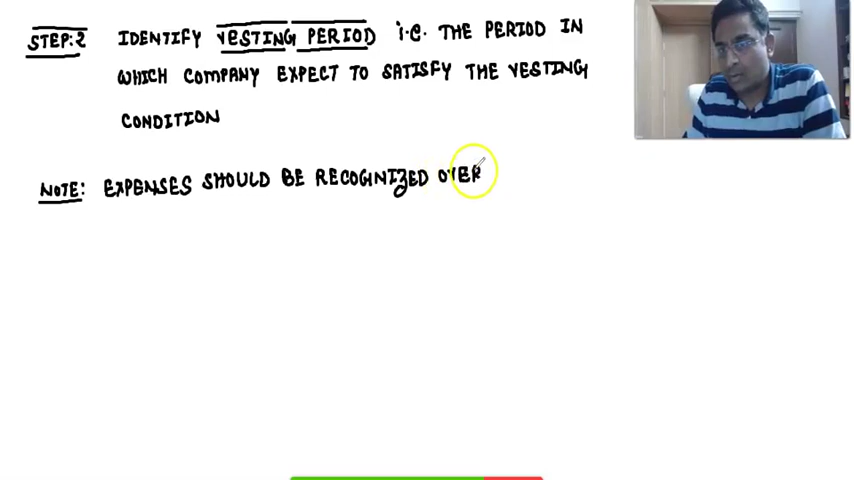 STEP:2 IDENTIFY VESTING PERIOD i.e. THE PERIOD IN
WHICH COMPANY EXPECT TO SATISFY THE VESTING
CONDITION
NOTE: EXPENSES SHOULD BE RECOGNIZED OVER